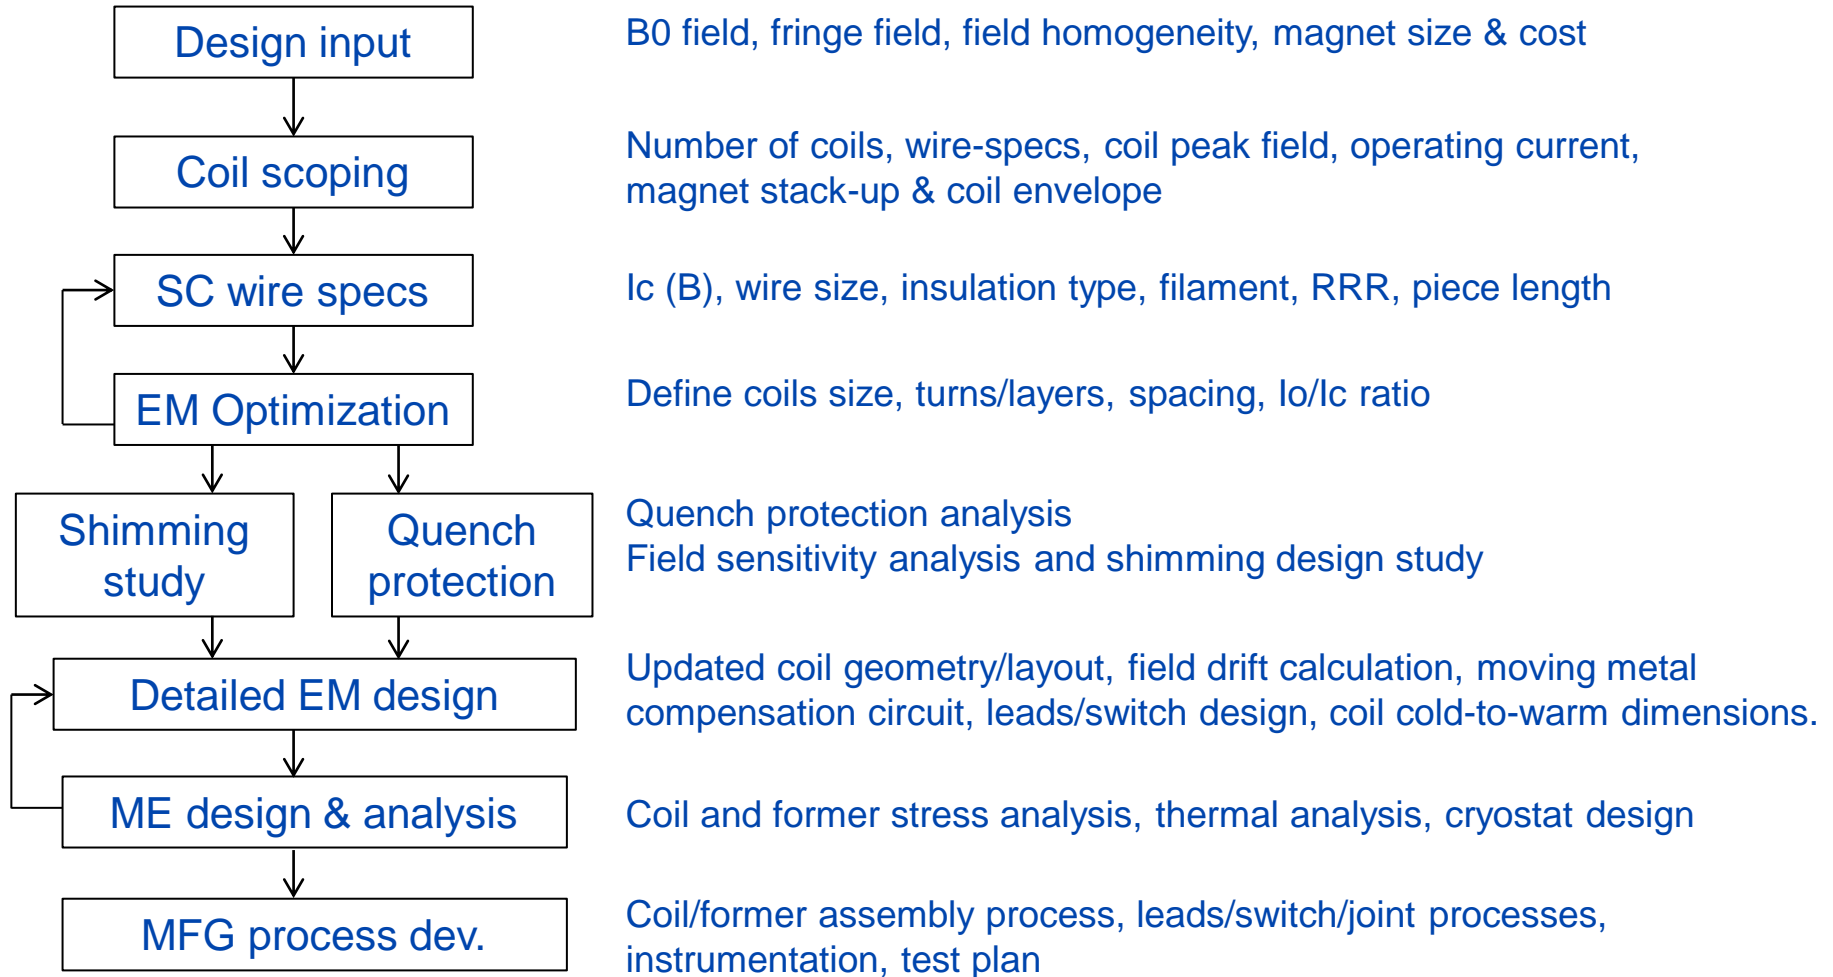 Design input
B0 field, fringe field, field homogeneity, magnet size & cost
Coil scoping
Number of coils, wire-specs, coil peak field, operating current,
magnet stack-up & coil envelope
SC wire specs
Ic (B), wire size, insulation type, filament, RRR, piece length
EM Optimization
Define coils size, turns/layers, spacing, Io/Ic ratio
Shimming
study
Quench
protection
Quench protection analysis
Field sensitivity analysis and shimming design study
Detailed EM design
Updated coil geometry/layout, field drift calculation, moving metal
compensation circuit, leads/switch design, coil cold-to-warm dimensions.
ME design & analysis
Coil and former stress analysis, thermal analysis, cryostat design
MFG process dev.
Coil/former assembly process, leads/switch/joint processes,
instrumentation, test plan